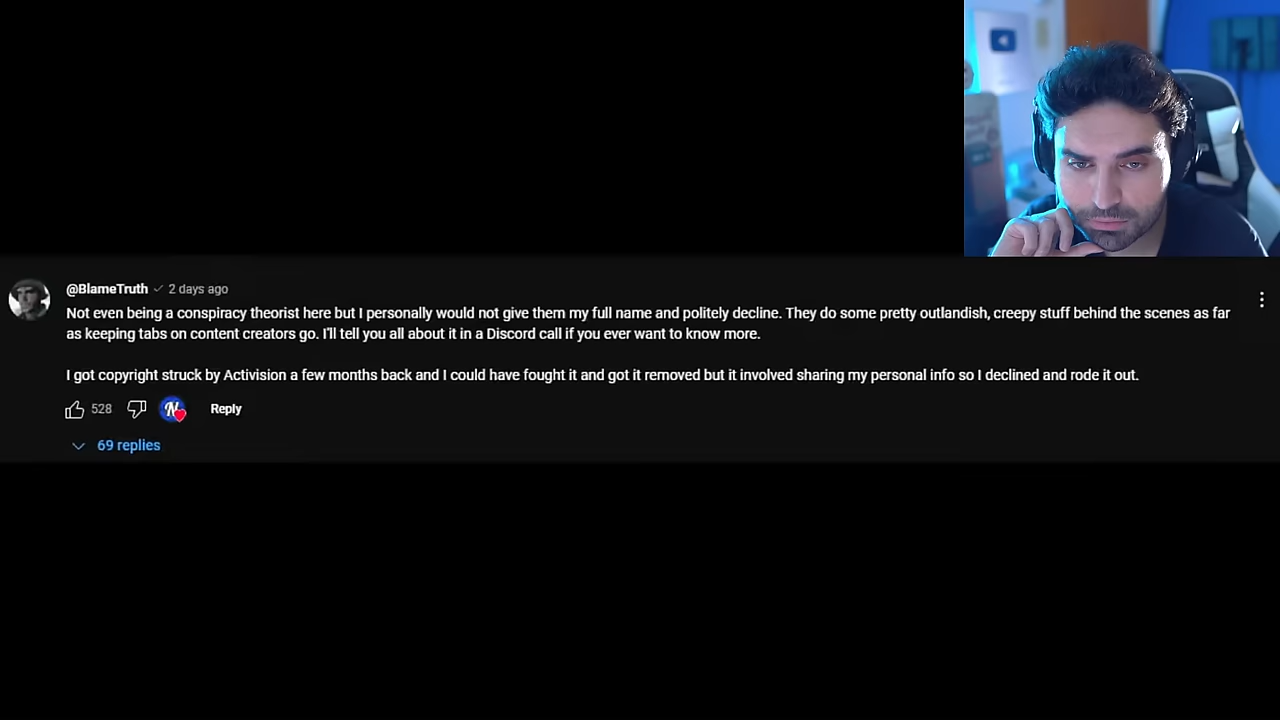 @BlameTruth 2 days ago
Not even being a conspiracy theorist here but I personally would not give them my full name and politely decline. They do some pretty outlandish, creepy stuff behind the scenes as far
as keeping tabs on content creators go. I'll tell you all about it in a Discord call if you ever want to know more.
I got copyright struck by Activision a few months back and I could have fought it and got it removed but it involved sharing my personal info so I declined and rode it out.
528 N Reply
69 replies